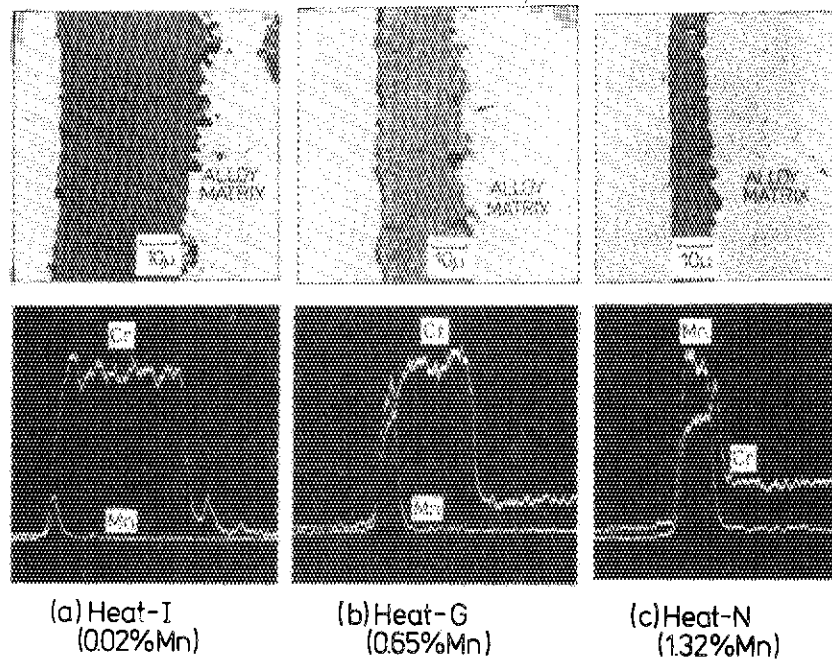 ALLOY
MATRIX
10μ
ALLOY
MATRIX
10μ
ALLOY
MATRIX
10μ
Cr
Mn
Cr
Mn
Mn
Cr
(a) Heat-I
(0.02%Mn)
(b) Heat-G
(0.65%Mn)
(c) Heat-N
(1.32%Mn)